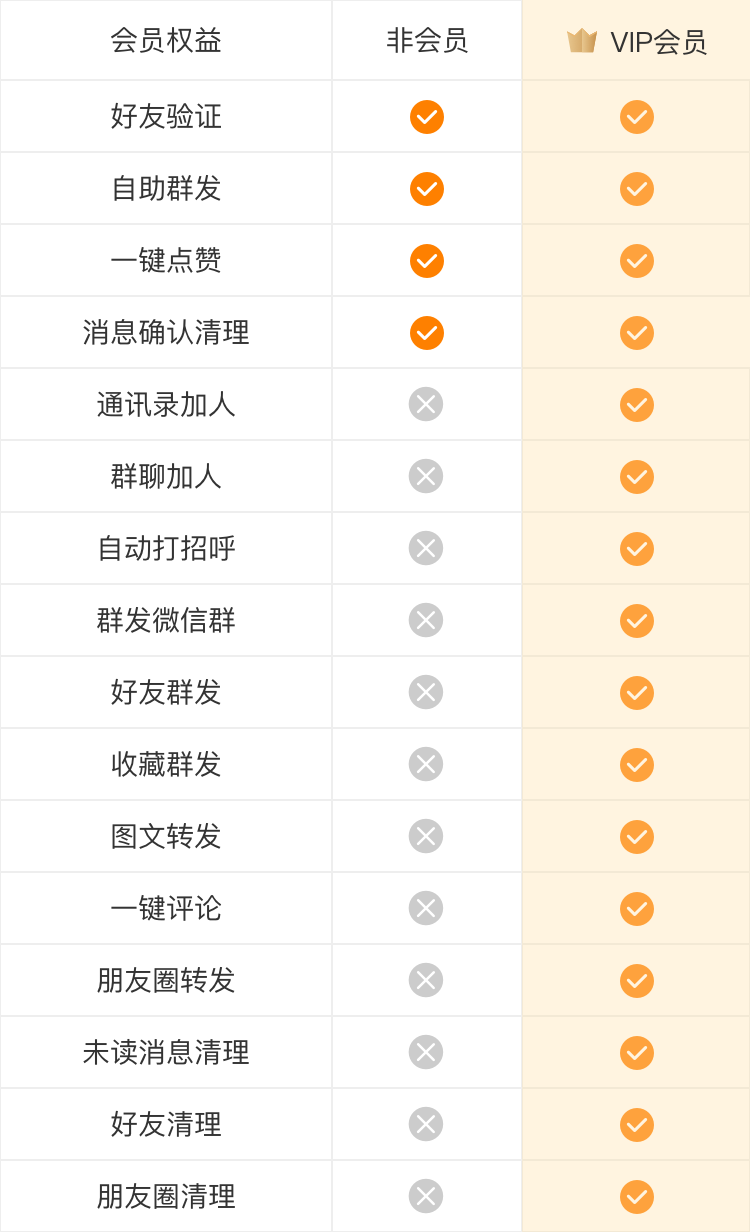 会员权益 非会员 VIP会员
好友验证
自助群发
一键点赞
消息确认清理
通讯录加人
群聊加人
自动打招呼
群发微信群
好友群发
收藏群发
图文转发
一键评论
朋友圈转发
未读消息清理
好友清理
朋友圈清理